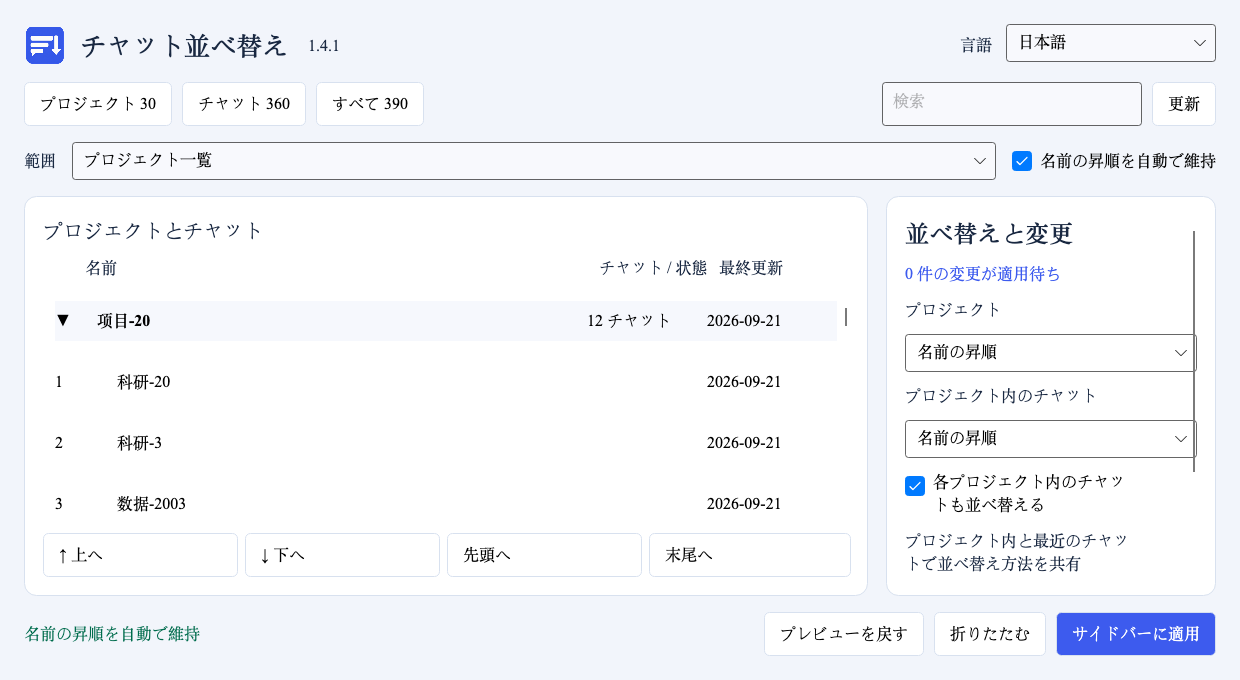 チャット並べ替え 1.4.1
言語 日本語
プロジェクト 30 チャット 360 すべて 390 検索 更新
範囲 プロジェクト一覧 名前の昇順を自動で維持
プロジェクトとチャット
名前 チャット / 状態 最終更新
▼ 项目-20 12 チャット 2026-09-21
1 科研-20 2026-09-21
2 科研-3 2026-09-21
3 数据-2003 2026-09-21
↑ 上へ ↓ 下へ 先頭へ 末尾へ
並べ替えと変更
0 件の変更が適用待ち
プロジェクト
名前の昇順
プロジェクト内のチャット
名前の昇順
各プロジェクト内のチャッ
トも並べ替える
プロジェクト内と最近のチャッ
トで並べ替え方法を共有
名前の昇順を自動で維持 プレビューを戻す 折りたたむ サイドバーに適用